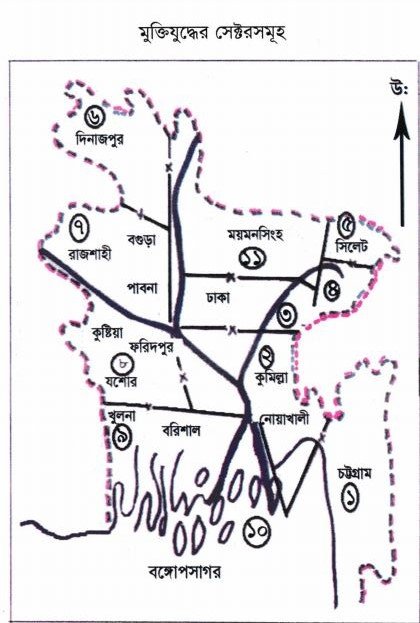 মুক্তিযুদ্ধের সেক্টরসমূহ
উঃ
৬
দিনাজপুর
৭
রাজশাহী
বগুড়া
ময়মনসিংহ
১১
৫
সিলেট
পাবনা
ঢাকা
৪
৩
কুষ্টিয়া
ফরিদপুর
২
কুমিল্লা
৮
যশোর
খুলনা
৯
বরিশাল
নোয়াখালী
চট্টগ্রাম
১
১০
বঙ্গোপসাগর